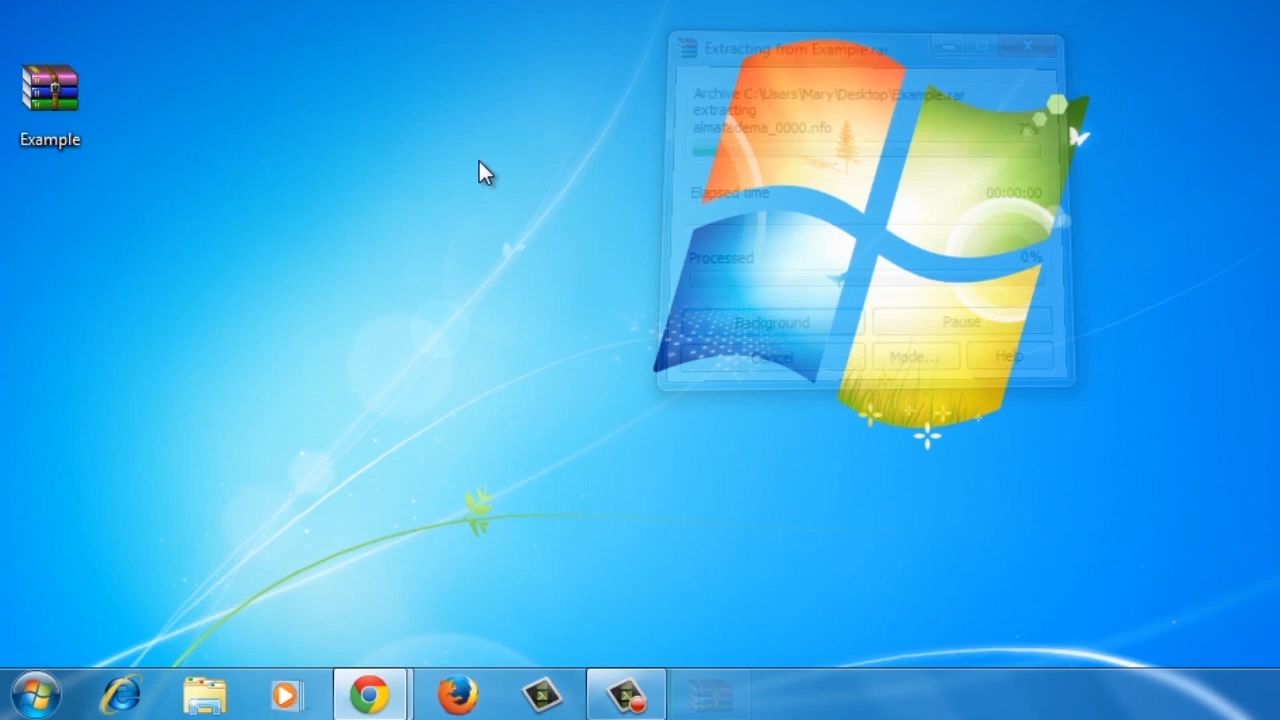 Example
Extracting from Example.rar
Archive C:\Users\Mary\Desktop\Example.rar
extracting
almatadema_0000.nfo 7%
Elapsed time 00:00:00
Processed 0%
Background Pause
Cancel Mode... Help